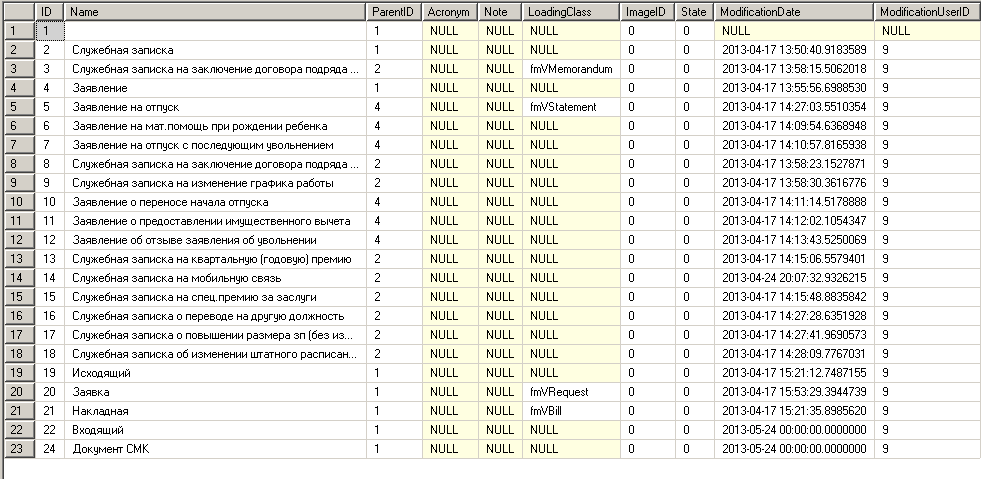 ID Name ParentID Acronym Note LoadingClass ImageID State ModificationDate ModificationUserID
1 1 1 NULL NULL NULL 0 0 NULL NULL
2 2 Служебная записка 1 NULL NULL NULL 0 0 2013-04-17 13:50:40.9183589 9
3 3 Служебная записка на заключение договора подряда ... 2 NULL NULL fmVMemorandum 0 0 2013-04-17 13:58:15.5062018 9
4 4 Заявление 1 NULL NULL NULL 0 0 2013-04-17 13:55:56.6988530 9
5 5 Заявление на отпуск 4 NULL NULL fmVStatement 0 0 2013-04-17 14:27:03.5510354 9
6 6 Заявление на мат.помощь при рождении ребенка 4 NULL NULL NULL 0 0 2013-04-17 14:09:54.6368948 9
7 7 Заявление на отпуск с последующим увольнением 4 NULL NULL NULL 0 0 2013-04-17 14:10:57.8165938 9
8 8 Служебная записка на заключение договора подряда ... 2 NULL NULL NULL 0 0 2013-04-17 13:58:23.1527871 9
9 9 Служебная записка на изменение графика работы 2 NULL NULL NULL 0 0 2013-04-17 13:58:30.3616776 9
10 10 Заявление о переносе начала отпуска 4 NULL NULL NULL 0 0 2013-04-17 14:11:14.5178888 9
11 11 Заявление о предоставлении имущественного вычета 4 NULL NULL NULL 0 0 2013-04-17 14:12:02.1054347 9
12 12 Заявление об отзыве заявления об увольнении 4 NULL NULL NULL 0 0 2013-04-17 14:13:43.5250069 9
13 13 Служебная записка на квартальную (годовую) премию 2 NULL NULL NULL 0 0 2013-04-17 14:15:06.5579401 9
14 14 Служебная записка на мобильную связь 2 NULL NULL NULL 0 0 2013-04-24 20:07:32.9326215 9
15 15 Служебная записка на спец.премию за заслуги 2 NULL NULL NULL 0 0 2013-04-17 14:15:48.8835842 9
16 16 Служебная записка о переводе на другую должность 2 NULL NULL NULL 0 0 2013-04-17 14:27:28.6351928 9
17 17 Служебная записка о повышении размера зп (без из... 2 NULL NULL NULL 0 0 2013-04-17 14:27:41.9690573 9
18 18 Служебная записка об изменении штатного расписан... 2 NULL NULL NULL 0 0 2013-04-17 14:28:09.7767031 9
19 19 Исходящий 1 NULL NULL NULL 0 0 2013-04-17 15:21:12.7487155 9
20 20 Заявка 1 NULL NULL fmVRequest 0 0 2013-04-17 15:53:29.3944739 9
21 21 Накладная 1 NULL NULL fmVBill 0 0 2013-04-17 15:21:35.8985620 9
22 22 Входящий 1 NULL NULL NULL 0 0 2013-05-24 00:00:00.0000000 9
23 24 Документ СМК 1 NULL NULL NULL 0 0 2013-05-24 00:00:00.0000000 9